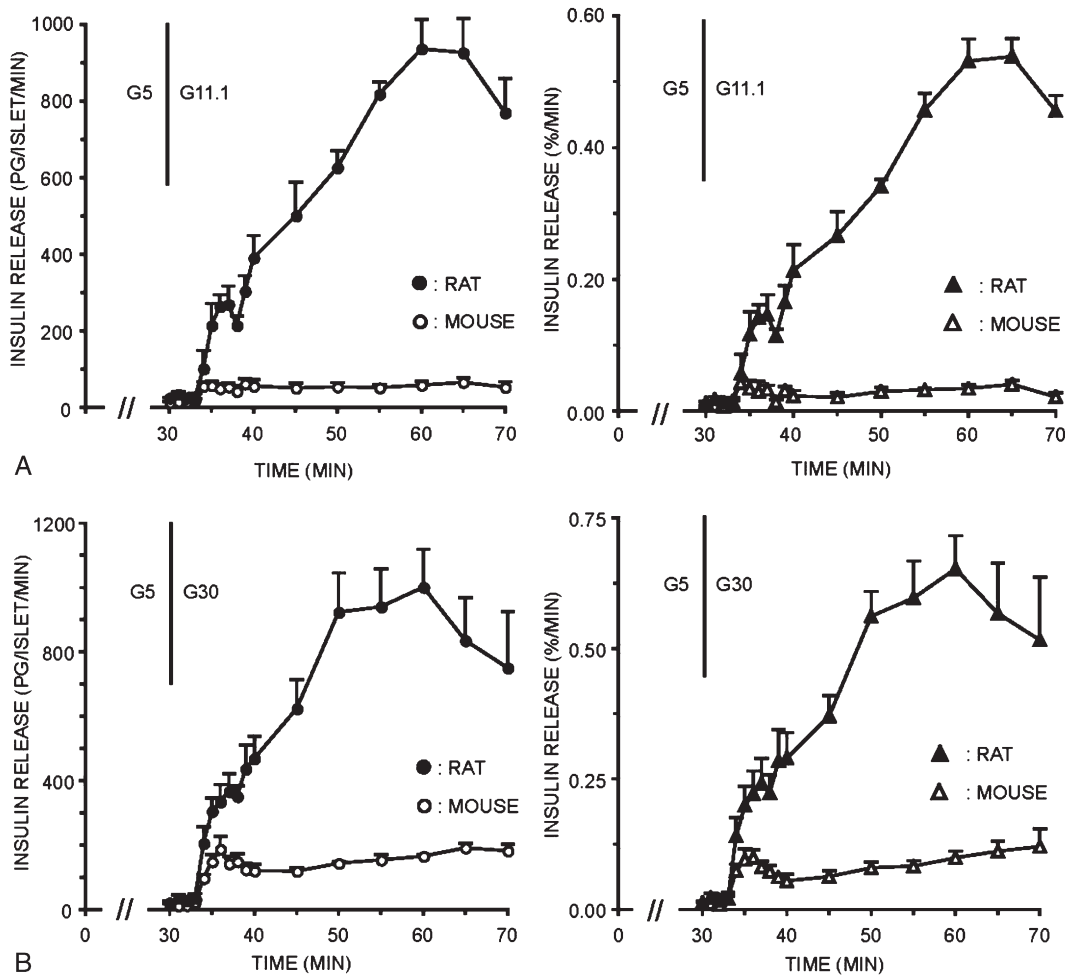 1000
800
600
400
200
0
INSULIN RELEASE (PG/ISLET/MIN)
G5
G11.1
: RAT
: MOUSE
0 // 30 40 50 60 70
TIME (MIN)
A
0.60
0.40
0.20
0.00
INSULIN RELEASE (%/MIN)
G5
G11.1
: RAT
: MOUSE
0 // 30 40 50 60 70
TIME (MIN)
1200
800
400
0
INSULIN RELEASE (PG/ISLET/MIN)
G5
G30
: RAT
: MOUSE
0 // 30 40 50 60 70
TIME (MIN)
B
0.75
0.50
0.25
0.00
INSULIN RELEASE (%/MIN)
G5
G30
: RAT
: MOUSE
0 // 30 40 50 60 70
TIME (MIN)